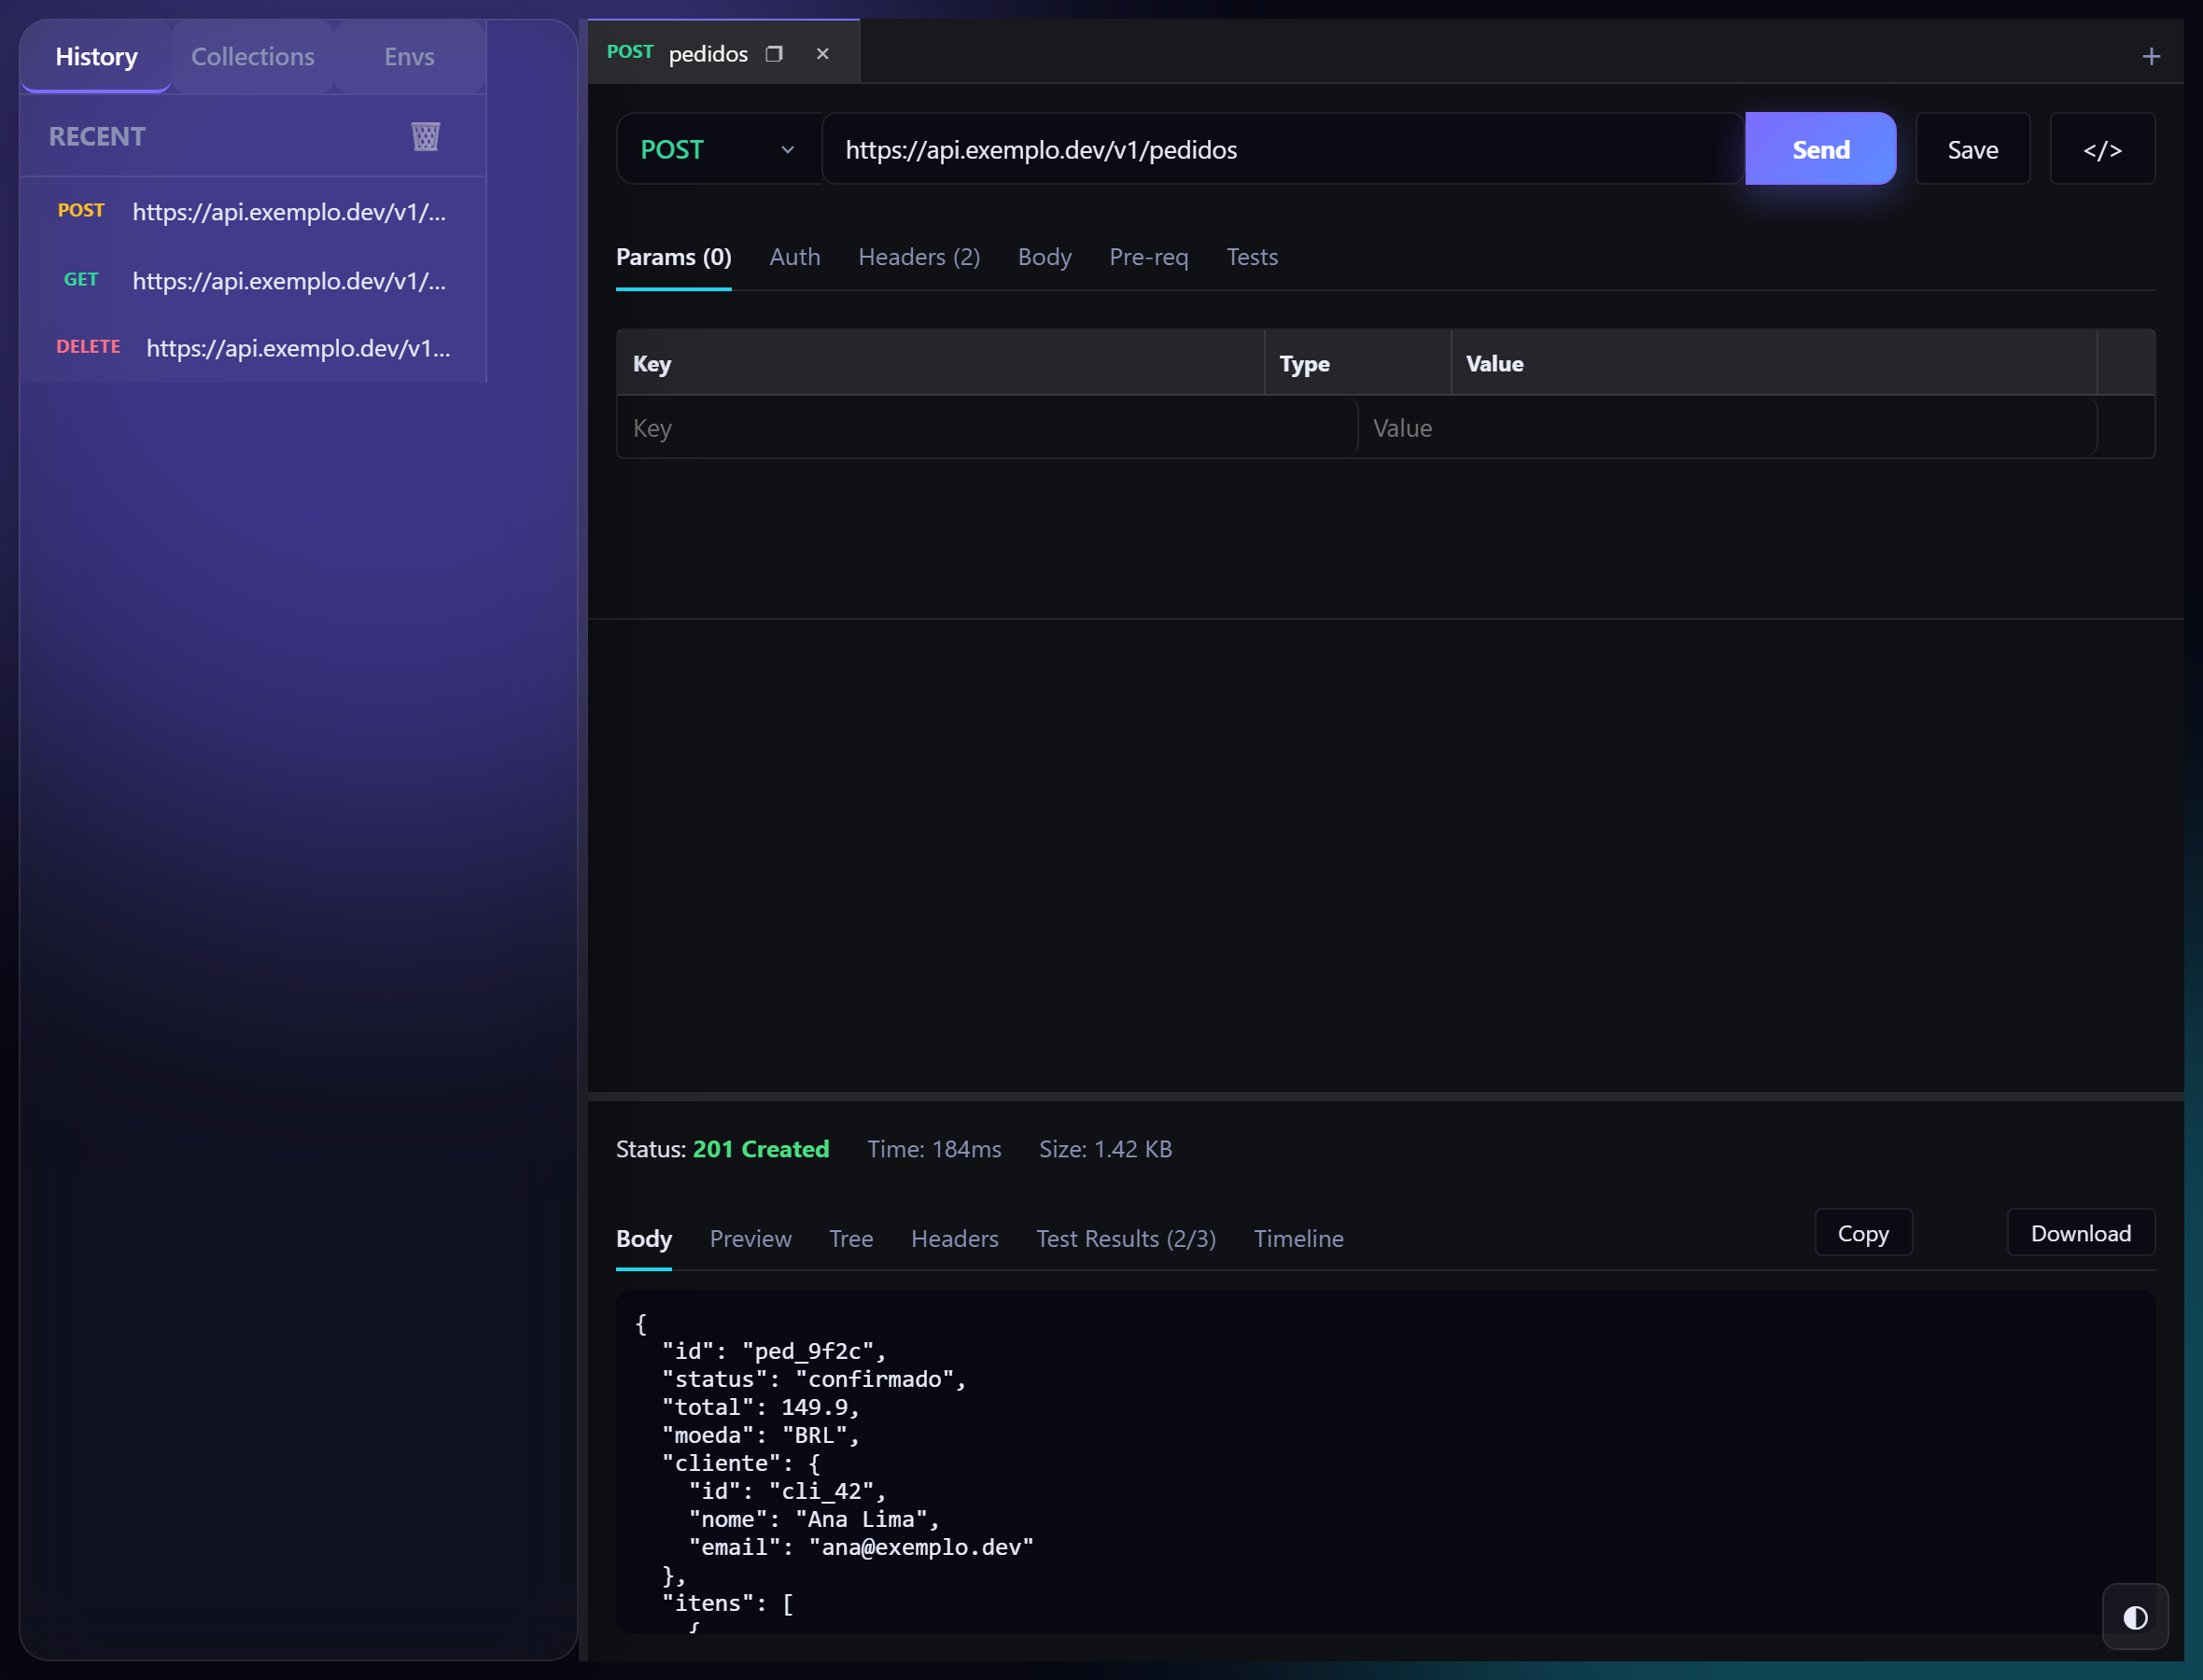 History Collections Envs
RECENT
POST https://api.exemplo.dev/v1/...
GET https://api.exemplo.dev/v1/...
DELETE https://api.exemplo.dev/v1...
POST pedidos
POST https://api.exemplo.dev/v1/pedidos Send Save </>
Params (0) Auth Headers (2) Body Pre-req Tests
Key Type Value
Key Value
Status: 201 Created Time: 184ms Size: 1.42 KB
Body Preview Tree Headers Test Results (2/3) Timeline Copy Download
{
  "id": "ped_9f2c",
  "status": "confirmado",
  "total": 149.9,
  "moeda": "BRL",
  "cliente": {
    "id": "cli_42",
    "nome": "Ana Lima",
    "email": "ana@exemplo.dev"
  },
  "itens": [
    {